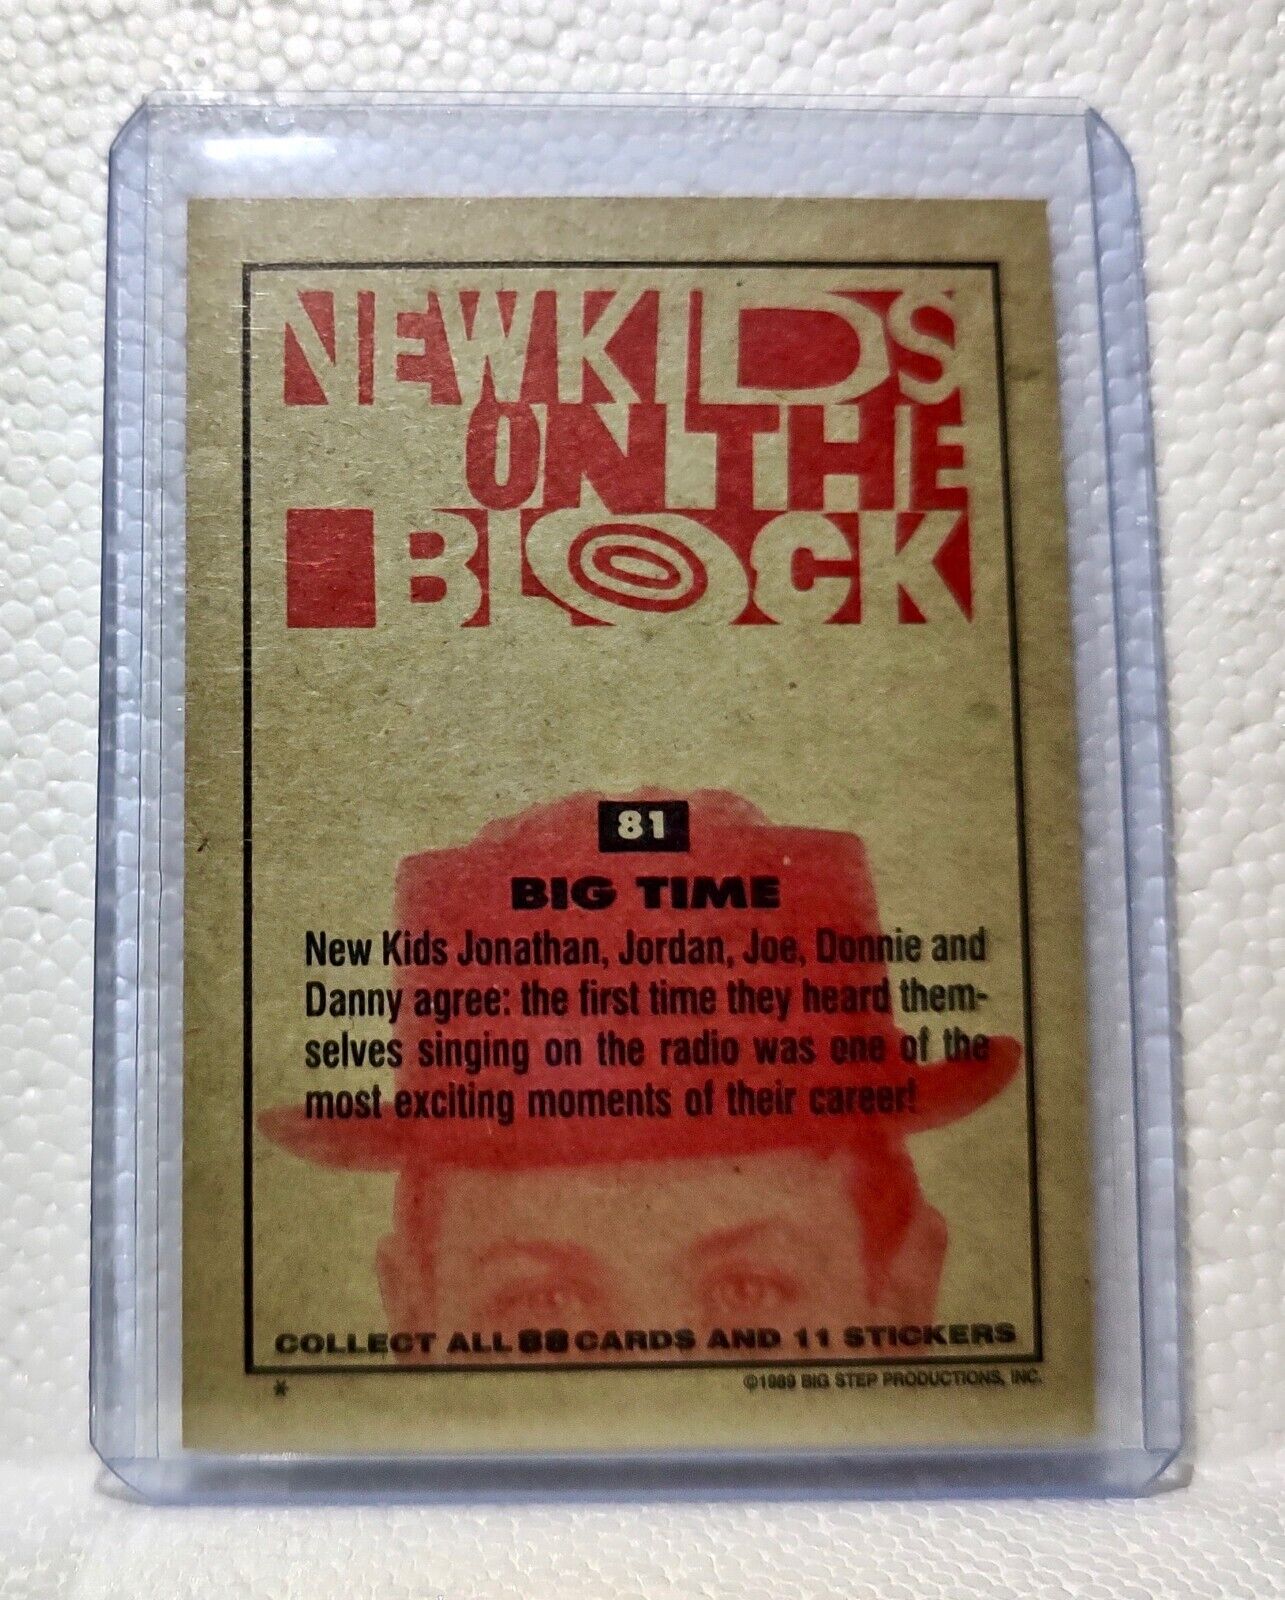 NEW KIDS
ON THE
BLOCK
81
BIG TIME
New Kids Jonathan, Jordan, Joe, Donnie and
Danny agree: the first time they heard them-
selves singing on the radio was one of the
most exciting moments of their career!
COLLECT ALL 88 CARDS AND 11 STICKERS
* ©1989 BIG STEP PRODUCTIONS, INC.